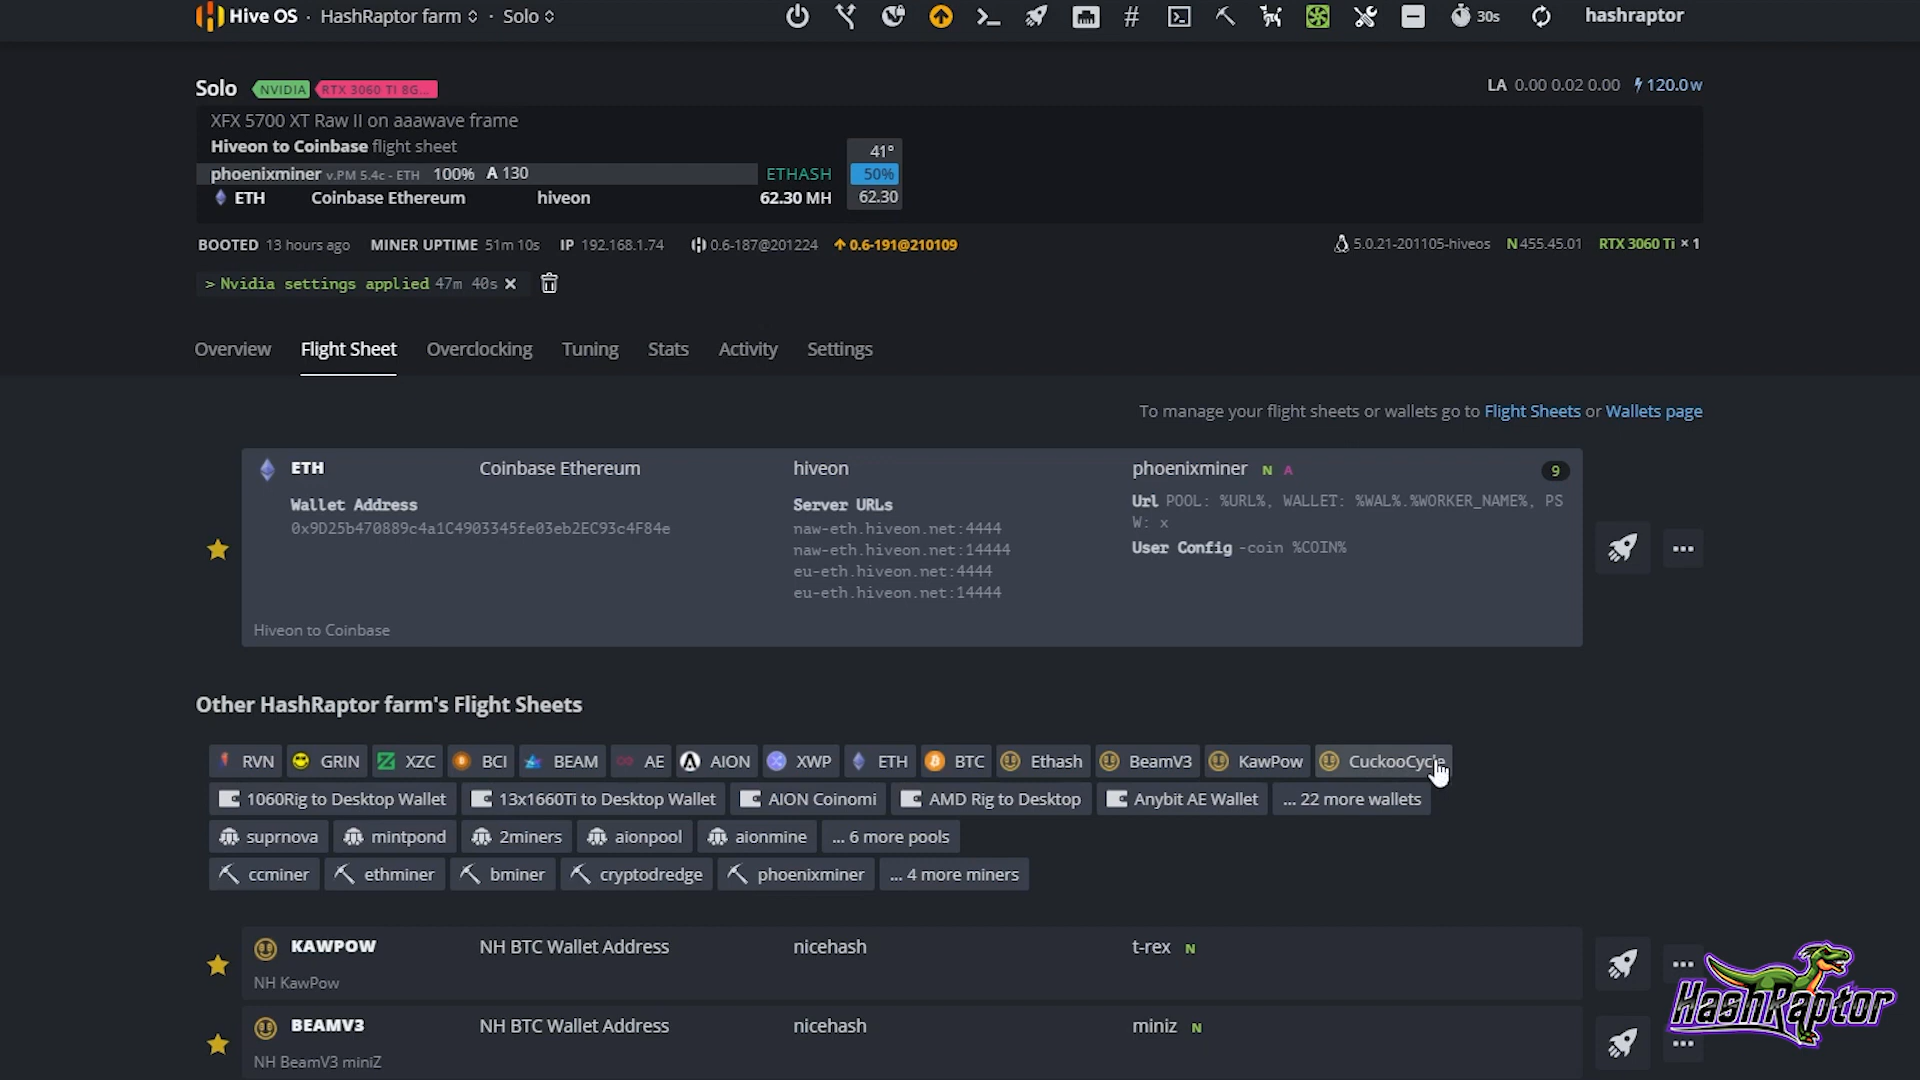 Hive OS · HashRaptor farm · Solo 30s hashraptor
Solo NVIDIA RTX 3060 TI 8G... LA 0.00 0.02 0.00 120.0 w
XFX 5700 XT Raw II on aaawave frame
Hiveon to Coinbase flight sheet 41°
phoenixminer v.PM 5.4c - ETH 100% A 130 ETHASH 50%
ETH Coinbase Ethereum hiveon 62.30 MH 62.30
BOOTED 13 hours ago MINER UPTIME 51m 10s IP 192.168.1.74 0.6-187@201224 0.6-191@210109 5.0.21-201105-hiveos N 455.45.01 RTX 3060 Ti × 1
> Nvidia settings applied 47m 40s ×
Overview Flight Sheet Overclocking Tuning Stats Activity Settings
To manage your flight sheets or wallets go to Flight Sheets or Wallets page
ETH Coinbase Ethereum hiveon phoenixminer N A 9
Wallet Address Server URLs Url POOL: %URL%, WALLET: %WAL%.%WORKER_NAME%, PS
0x9D25b470889c4a1C4903345fe03eb2EC93c4F84e naw-eth.hiveon.net:4444 W: x
naw-eth.hiveon.net:14444 User Config -coin %COIN%
eu-eth.hiveon.net:4444
eu-eth.hiveon.net:14444
Hiveon to Coinbase
Other HashRaptor farm's Flight Sheets
RVN GRIN XZC BCI BEAM AE AION XWP ETH BTC Ethash BeamV3 KawPow CuckooCycle
1060Rig to Desktop Wallet 13x1660Ti to Desktop Wallet AION Coinomi AMD Rig to Desktop Anybit AE Wallet ... 22 more wallets
suprnova mintpond 2miners aionpool aionmine ... 6 more pools
ccminer ethminer bminer cryptodredge phoenixminer ... 4 more miners
KAWPOW NH BTC Wallet Address nicehash t-rex N
NH KawPow
HashRaptor
BEAMV3 NH BTC Wallet Address nicehash miniz N
NH BeamV3 miniZ